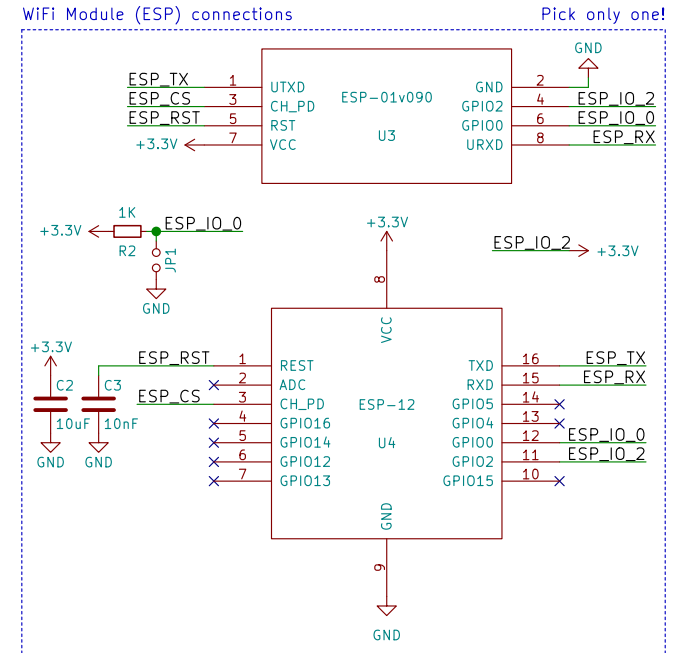 WiFi Module (ESP) connections Pick only one!
GND
ESP_TX 1 UTXD GND 2
ESP_CS 3 CH_PD ESP-01v090 GPIO2 4 ESP_IO_2
ESP_RST 5 RST GPIO0 6 ESP_IO_0
+3.3V 7 VCC U3 URXD 8 ESP_RX
1K ESP_IO_0 +3.3V
+3.3V R2 JP1 ESP_IO_2 +3.3V
GND
8
VCC
+3.3V ESP_RST 1 REST TXD 16 ESP_TX
C2 C3 2 ADC RXD 15 ESP_RX
ESP_CS 3 CH_PD ESP-12 GPIO5 14
10uF 10nF 4 GPIO16 GPIO4 13
5 GPIO14 U4 GPIO0 12 ESP_IO_0
GND GND 6 GPIO12 GPIO2 11 ESP_IO_2
7 GPIO13 GPIO15 10
GND
9
GND